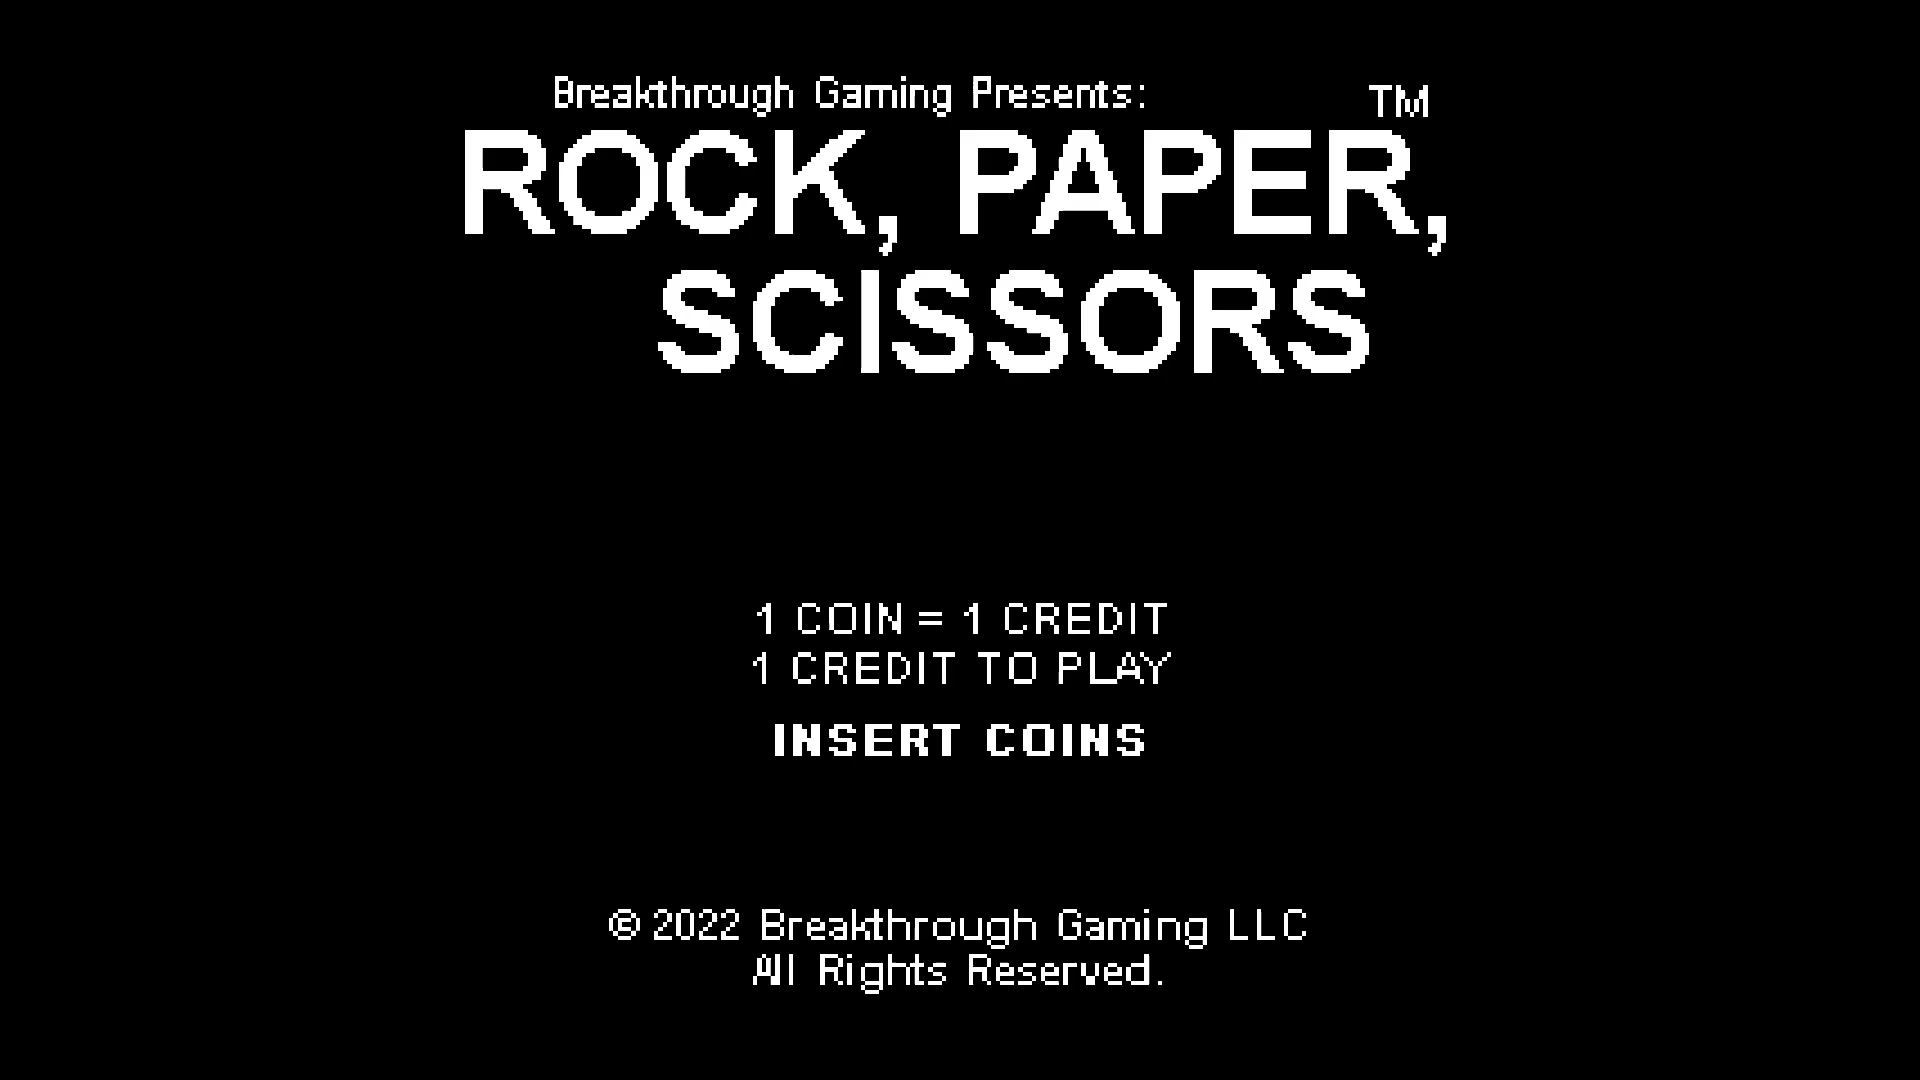 Breakthrough Gaming Presents:
ROCK, PAPER,™
SCISSORS
1 COIN = 1 CREDIT
1 CREDIT TO PLAY
INSERT COINS
© 2022 Breakthrough Gaming LLC
All Rights Reserved.